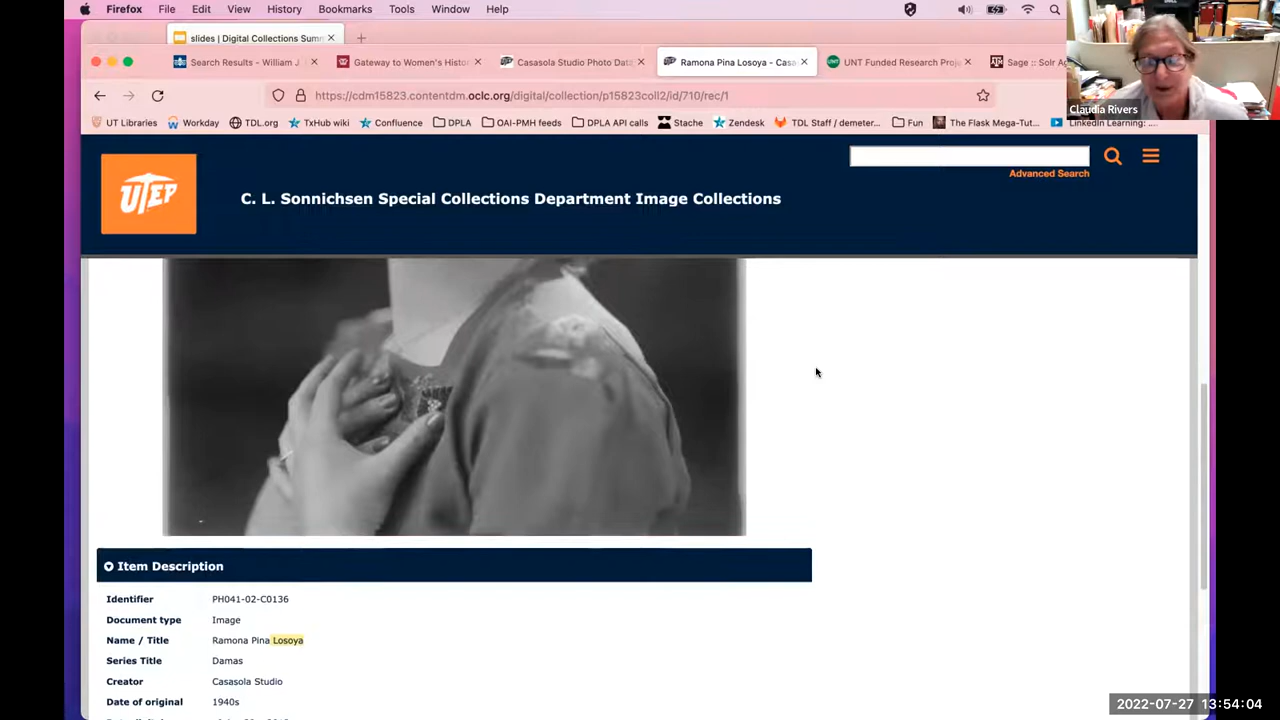 Firefox File Edit View History Bookmarks Tools Window Help
slides | Digital Collections Sum
Search Results - William J
Gateway to Women's Histo
Casasola Studio Photo Data
Ramona Pina Losoya - Casa
UNT Funded Research Pro
Sage :: Solr Ag
https://cdm15823.contentdm.oclc.org/digital/collection/p15823coll2/id/710/rec/1
Claudia Rivers
UT Libraries Workday TDL.org TxHub wiki DPLA OAI-PMH feeds DPLA API calls Stache Zendesk TDL Staff / demeter... Fun The Flask Mega-Tut... LinkedIn Learning: ...
UTEP
Advanced Search
C. L. Sonnichsen Special Collections Department Image Collections
Item Description
Identifier PH041-02-C0136
Document type Image
Name / Title Ramona Pina Losoya
Series Title Damas
Creator Casasola Studio
Date of original 1940s
2022-07-27 13:54:04